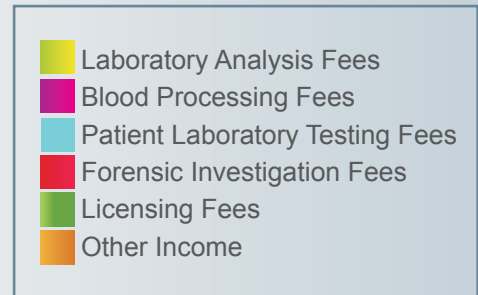 Laboratory Analysis Fees
Blood Processing Fees
Patient Laboratory Testing Fees
Forensic Investigation Fees
Licensing Fees
Other Income